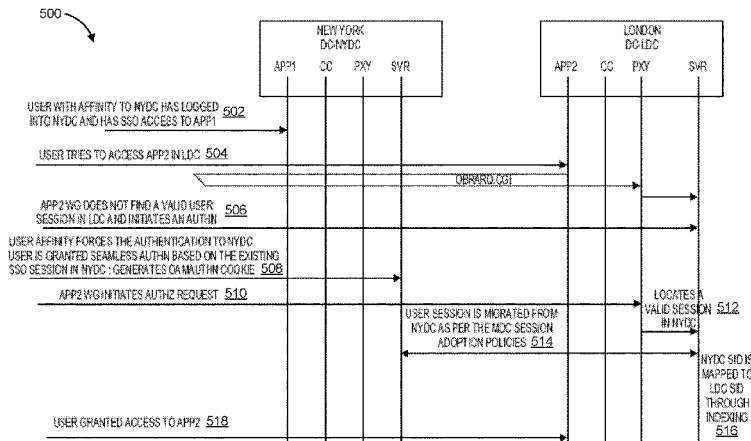 500
NEW YORK
DC-NYDC
LONDON
DC-LDC
APP1 CC PXY SVR
APP2 CC PXY SVR
USER WITH AFFINITY TO NYDC HAS LOGGED
INTO NYDC AND HAS SSO ACCESS TO APP1
502
USER TRIES TO ACCESS APP2 IN LDC 504
OBRARQ.CGI
APP2 WG DOES NOT FIND A VALID USER
SESSION IN LDC AND INITIATES AN AUTHN
506
USER AFFINITY FORCES THE AUTHENTICATION TO NYDC
USER IS GRANTED SEAMLESS AUTHN BASED ON THE EXISTING
SSO SESSION IN NYDC : GENERATES OAMAUTHN COOKIE 508
APP2 WG INITIATES AUTHZ REQUEST 510
LOCATES A
VALID SESSION
IN NYDC
512
USER SESSION IS MIGRATED FROM
NYDC AS PER THE MDC SESSION
ADOPTION POLICIES 514
NYDC SID IS
MAPPED TO
LDC SID
THROUGH
INDEXING
516
USER GRANTED ACCESS TO APP2 518